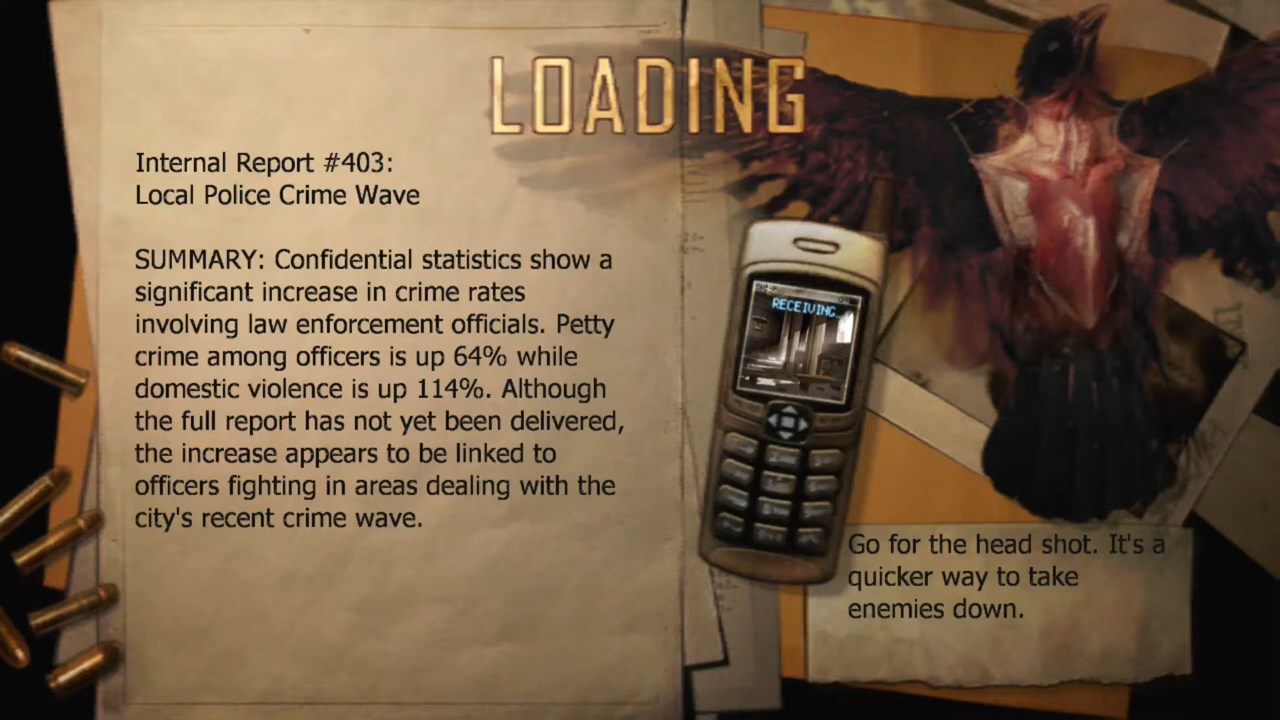 LOADING
Internal Report #403:
Local Police Crime Wave
SUMMARY: Confidential statistics show a
significant increase in crime rates
involving law enforcement officials. Petty
crime among officers is up 64% while
domestic violence is up 114%. Although
the full report has not yet been delivered,
the increase appears to be linked to
officers fighting in areas dealing with the
city's recent crime wave.
RECEIVING...
Go for the head shot. It's a
quicker way to take
enemies down.